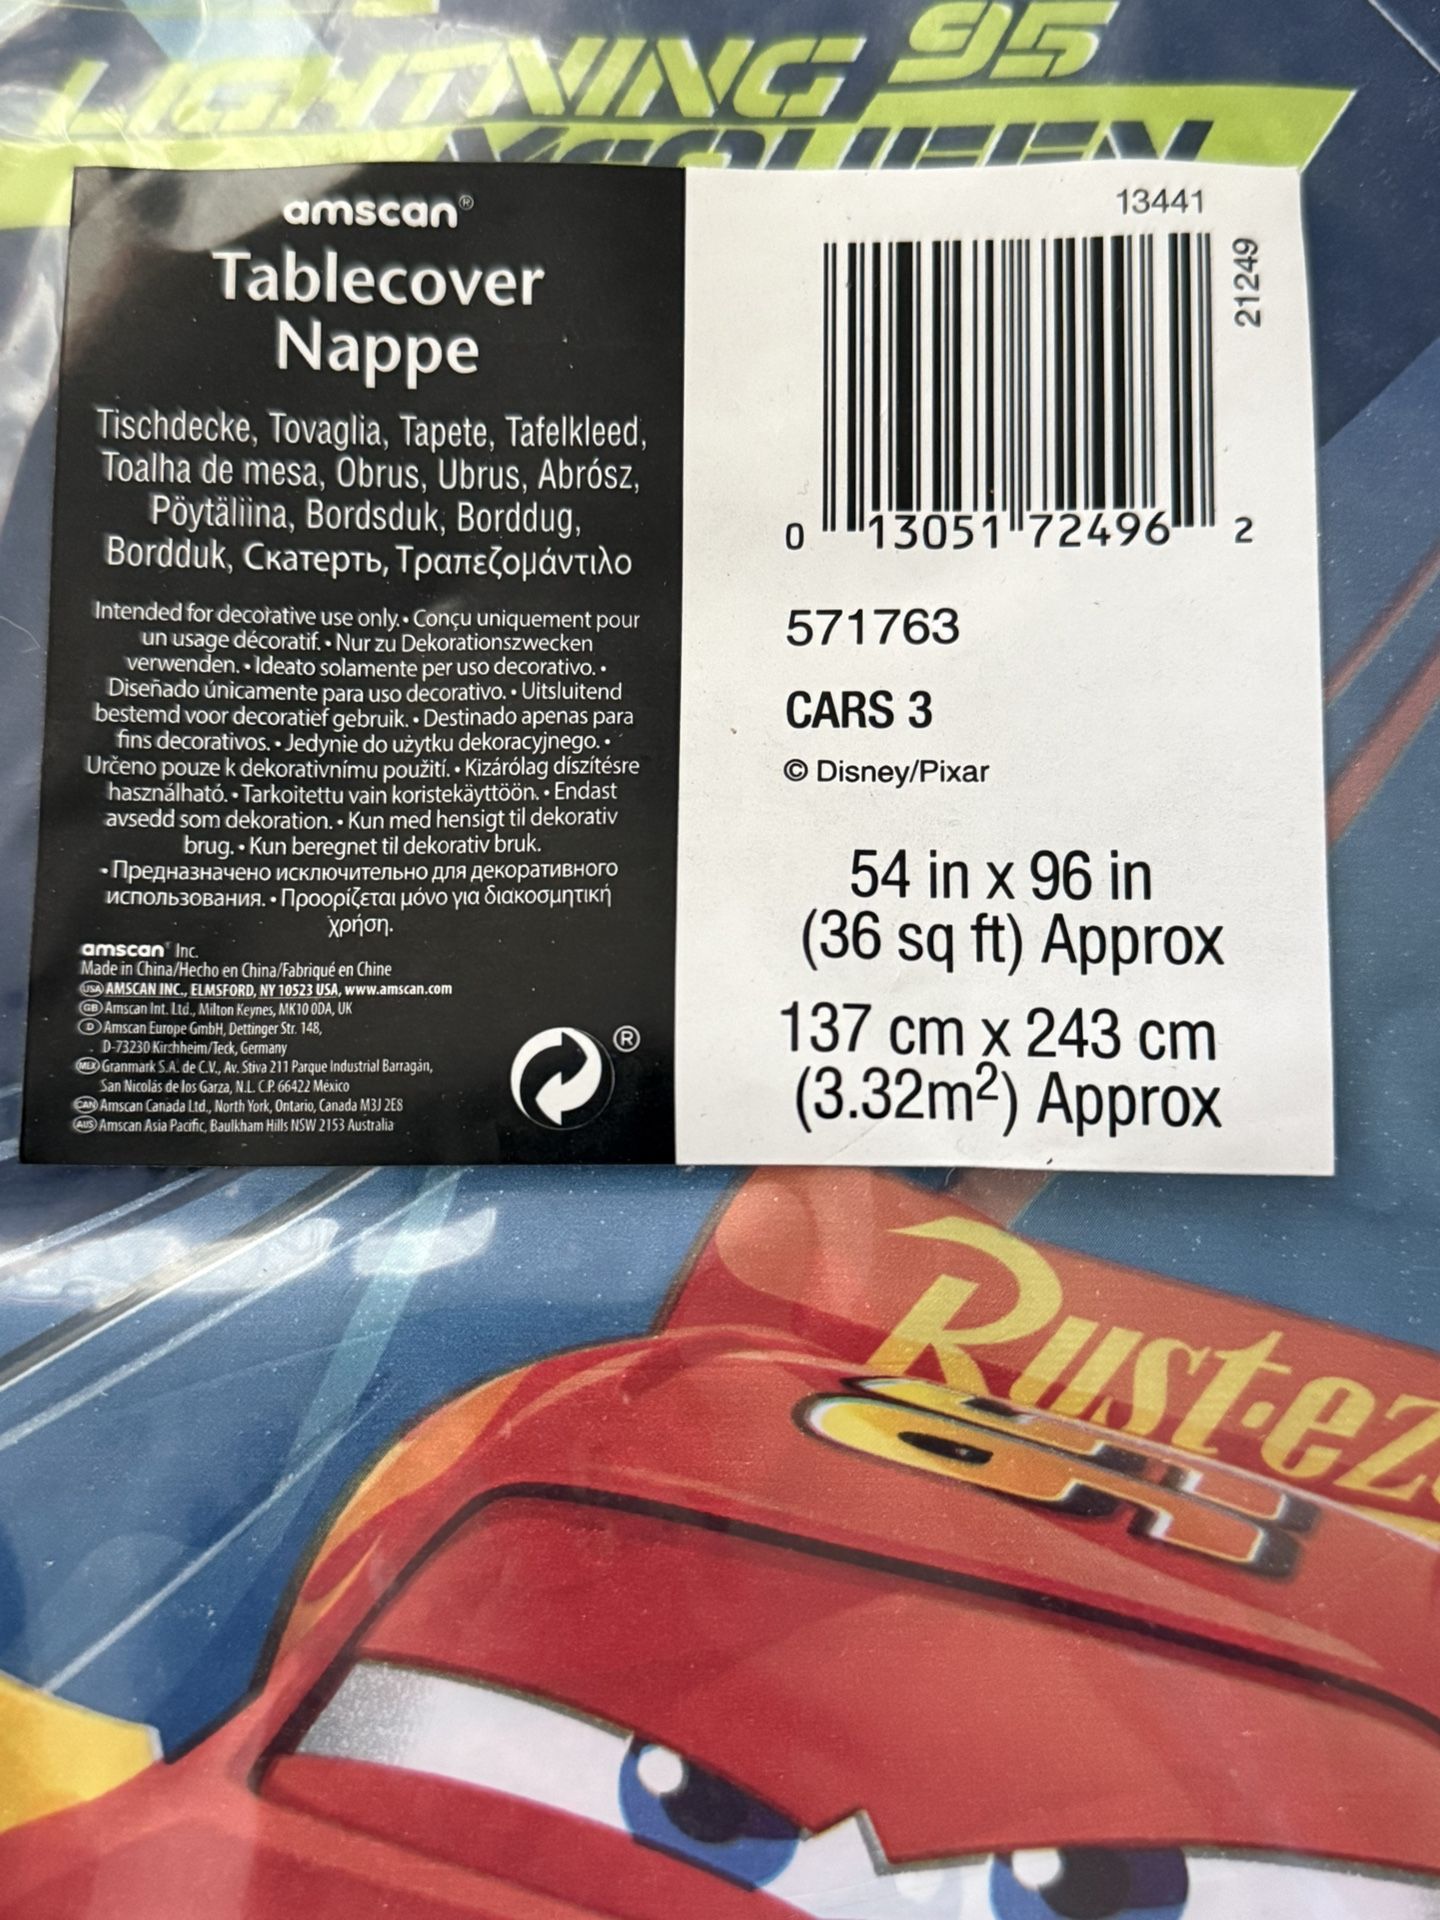 LIGHTNING 95
McQUEEN
amscan®
Tablecover
Nappe
Tischdecke, Tovaglia, Tapete, Tafelkleed,
Toalha de mesa, Obrus, Ubrus, Abrósz,
Pöytäliina, Bordsduk, Borddug,
Bordduk, Скатерть, Τραπεζομάντιλο
Intended for decorative use only. • Conçu uniquement pour
un usage décoratif. • Nur zu Dekorationszwecken
verwenden. • Ideato solamente per uso decorativo. •
Diseñado únicamente para uso decorativo. • Uitsluitend
bestemd voor decoratief gebruik. • Destinado apenas para
fins decorativos. • Jedynie do użytku dekoracyjnego. •
Určeno pouze k dekorativnímu použití. • Kizárólag díszítésre
használható. • Tarkoitettu vain koristekäyttöön. • Endast
avsedd som dekoration. • Kun med hensigt til dekorativ
brug. • Kun beregnet til dekorativ bruk.
• Предназначено исключительно для декоративного
использования. • Προορίζεται μόνο για διακοσμητική
χρήση.
amscan® Inc.
Made in China/Hecho en China/Fabriqué en Chine
USA AMSCAN INC., ELMSFORD, NY 10523 USA, www.amscan.com
GB Amscan Int. Ltd., Milton Keynes, MK10 0DA, UK
D Amscan Europe GmbH, Dettinger Str. 148,
D-73230 Kirchheim/Teck, Germany
MEX Granmark S.A. de C.V., Av. Stiva 211 Parque Industrial Barragán,
San Nicolás de los Garza, N.L. C.P. 66422 México
CAN Amscan Canada Ltd., North York, Ontario, Canada M3J 2E8
AUS Amscan Asia Pacific, Baulkham Hills NSW 2153 Australia
®
13441
21249
0 13051 72496 2
571763
CARS 3
© Disney/Pixar
54 in x 96 in
(36 sq ft) Approx
137 cm x 243 cm
(3.32m²) Approx
Rust-ez
95